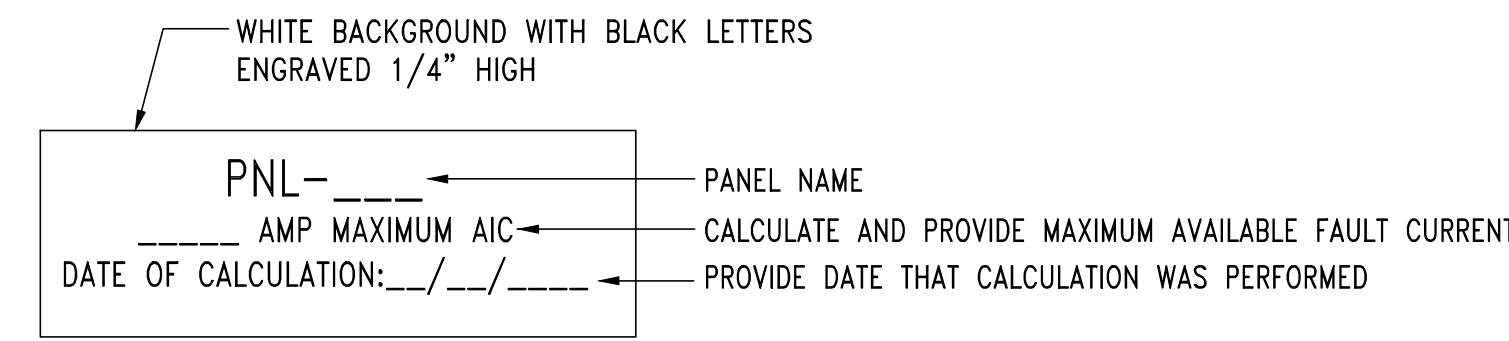 WHITE BACKGROUND WITH BLACK LETTERS
ENGRAVED 1/4" HIGH
PNL-___
PANEL NAME
_____ AMP MAXIMUM AIC
CALCULATE AND PROVIDE MAXIMUM AVAILABLE FAULT CURRENT
DATE OF CALCULATION:__/__/____
PROVIDE DATE THAT CALCULATION WAS PERFORMED